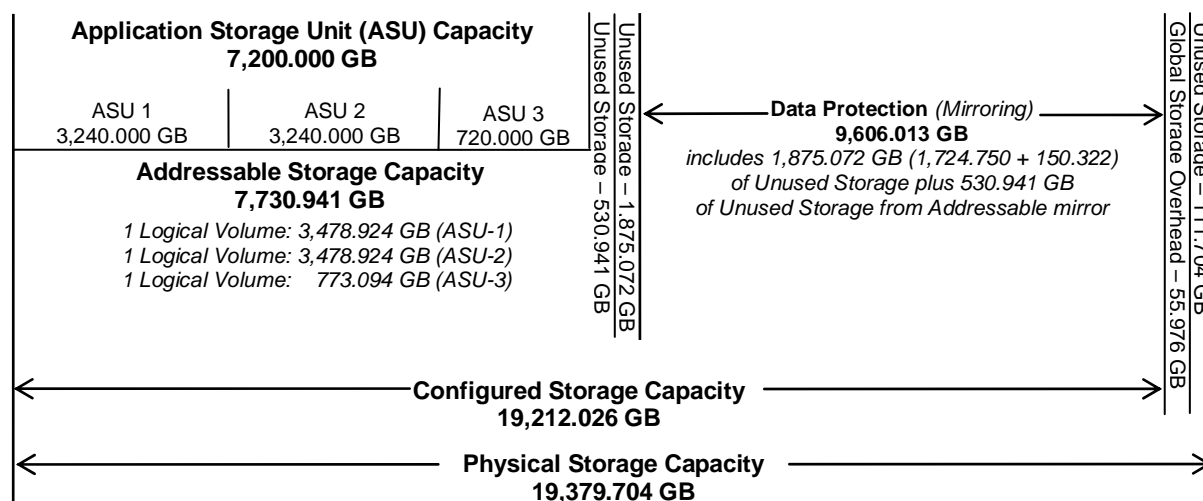 Application Storage Unit (ASU) Capacity
7,200.000 GB
ASU 1
3,240.000 GB
ASU 2
3,240.000 GB
ASU 3
720.000 GB
Addressable Storage Capacity
7,730.941 GB
1 Logical Volume: 3,478.924 GB (ASU-1)
1 Logical Volume: 3,478.924 GB (ASU-2)
1 Logical Volume: 773.094 GB (ASU-3)
Unused Storage – 530.941 GB
Unused Storage – 1.875.072 GB
Data Protection (Mirroring)
9,606.013 GB
includes 1,875.072 GB (1,724.750 + 150.322)
of Unused Storage plus 530.941 GB
of Unused Storage from Addressable mirror
Global Storage Overhead – 55.976 GB
Unused Storage – 111.704 GB
Configured Storage Capacity
19,212.026 GB
Physical Storage Capacity
19,379.704 GB